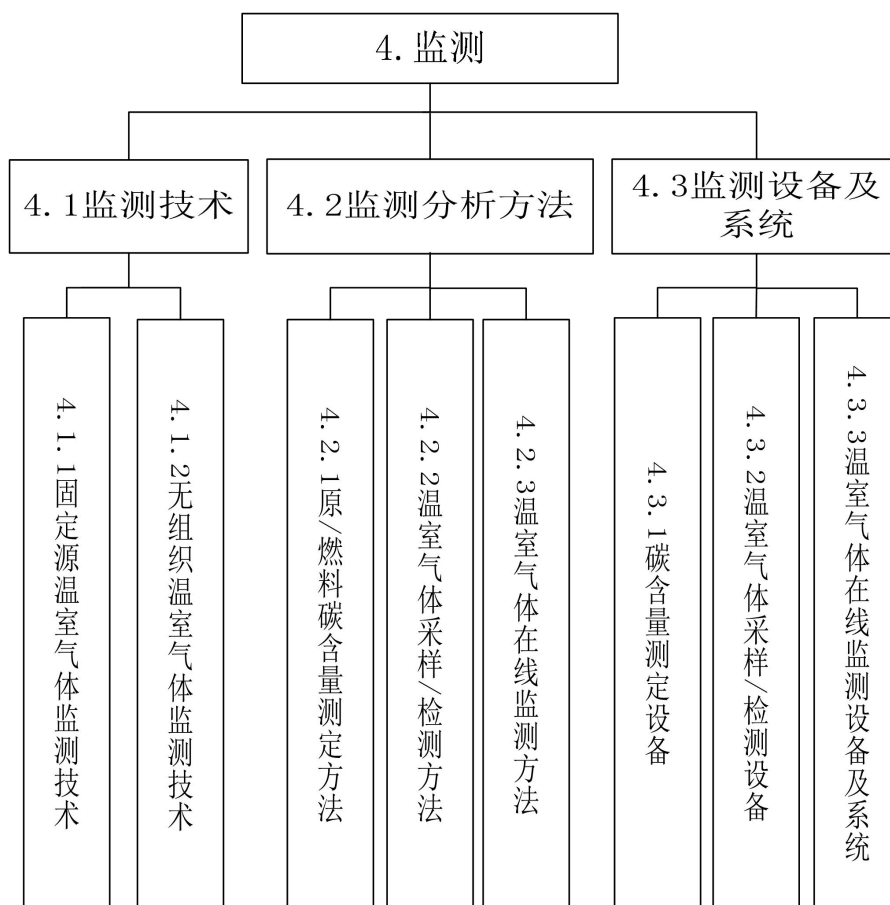 4.监测
4.1监测技术
4.2监测分析方法
4.3监测设备及
系统
4.1.1固定源温室气体监测技术
4.1.2无组织温室气体监测技术
4.2.1原/燃料碳含量测定方法
4.2.2温室气体采样/检测方法
4.2.3温室气体在线监测方法
4.3.1碳含量测定设备
4.3.2温室气体采样/检测设备
4.3.3温室气体在线监测设备及系统